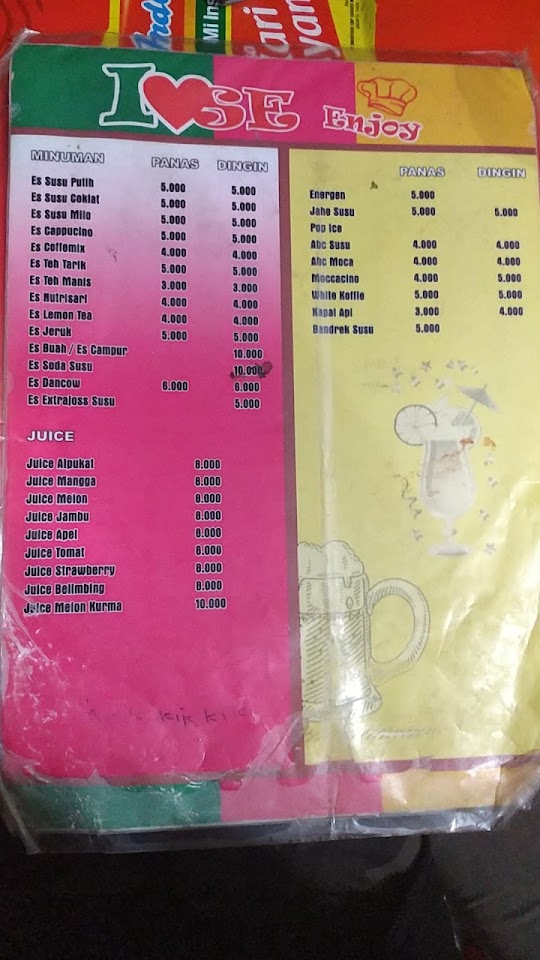 Mi Ins
I SE Enjoy
MINUMAN PANAS DINGIN
Es Susu Putih 5.000 5.000
Es Susu Coklat 5.000 5.000
Es Susu Milo 5.000 5.000
Es Cappucino 5.000 5.000
Es Coffemix 4.000 4.000
Es Teh Tarik 5.000 5.000
Es Teh Manis 3.000 3.000
Es Nutrisari 4.000 4.000
Es Lemon Tea 4.000 4.000
Es Jeruk 5.000 5.000
Es Buah / Es Campur 10.000
Es Soda Susu 10.000
Es Dancow 6.000 6.000
Es Extrajoss Susu 5.000
JUICE
Juice Alpukat 8.000
Juice Mangga 8.000
Juice Melon 8.000
Juice Jambu 8.000
Juice Apel 8.000
Juice Tomat 8.000
Juice Strawberry 8.000
Juice Belimbing 8.000
Juice Melon Kurma 10.000
PANAS DINGIN
Energen 5.000
Jahe Susu 5.000 5.000
Pop Ice
Abc Susu 4.000 4.000
Abc Moca 4.000 4.000
Moccacino 4.000 5.000
White Koffie 5.000 5.000
Kapal Api 3.000 4.000
Bandrek Susu 5.000